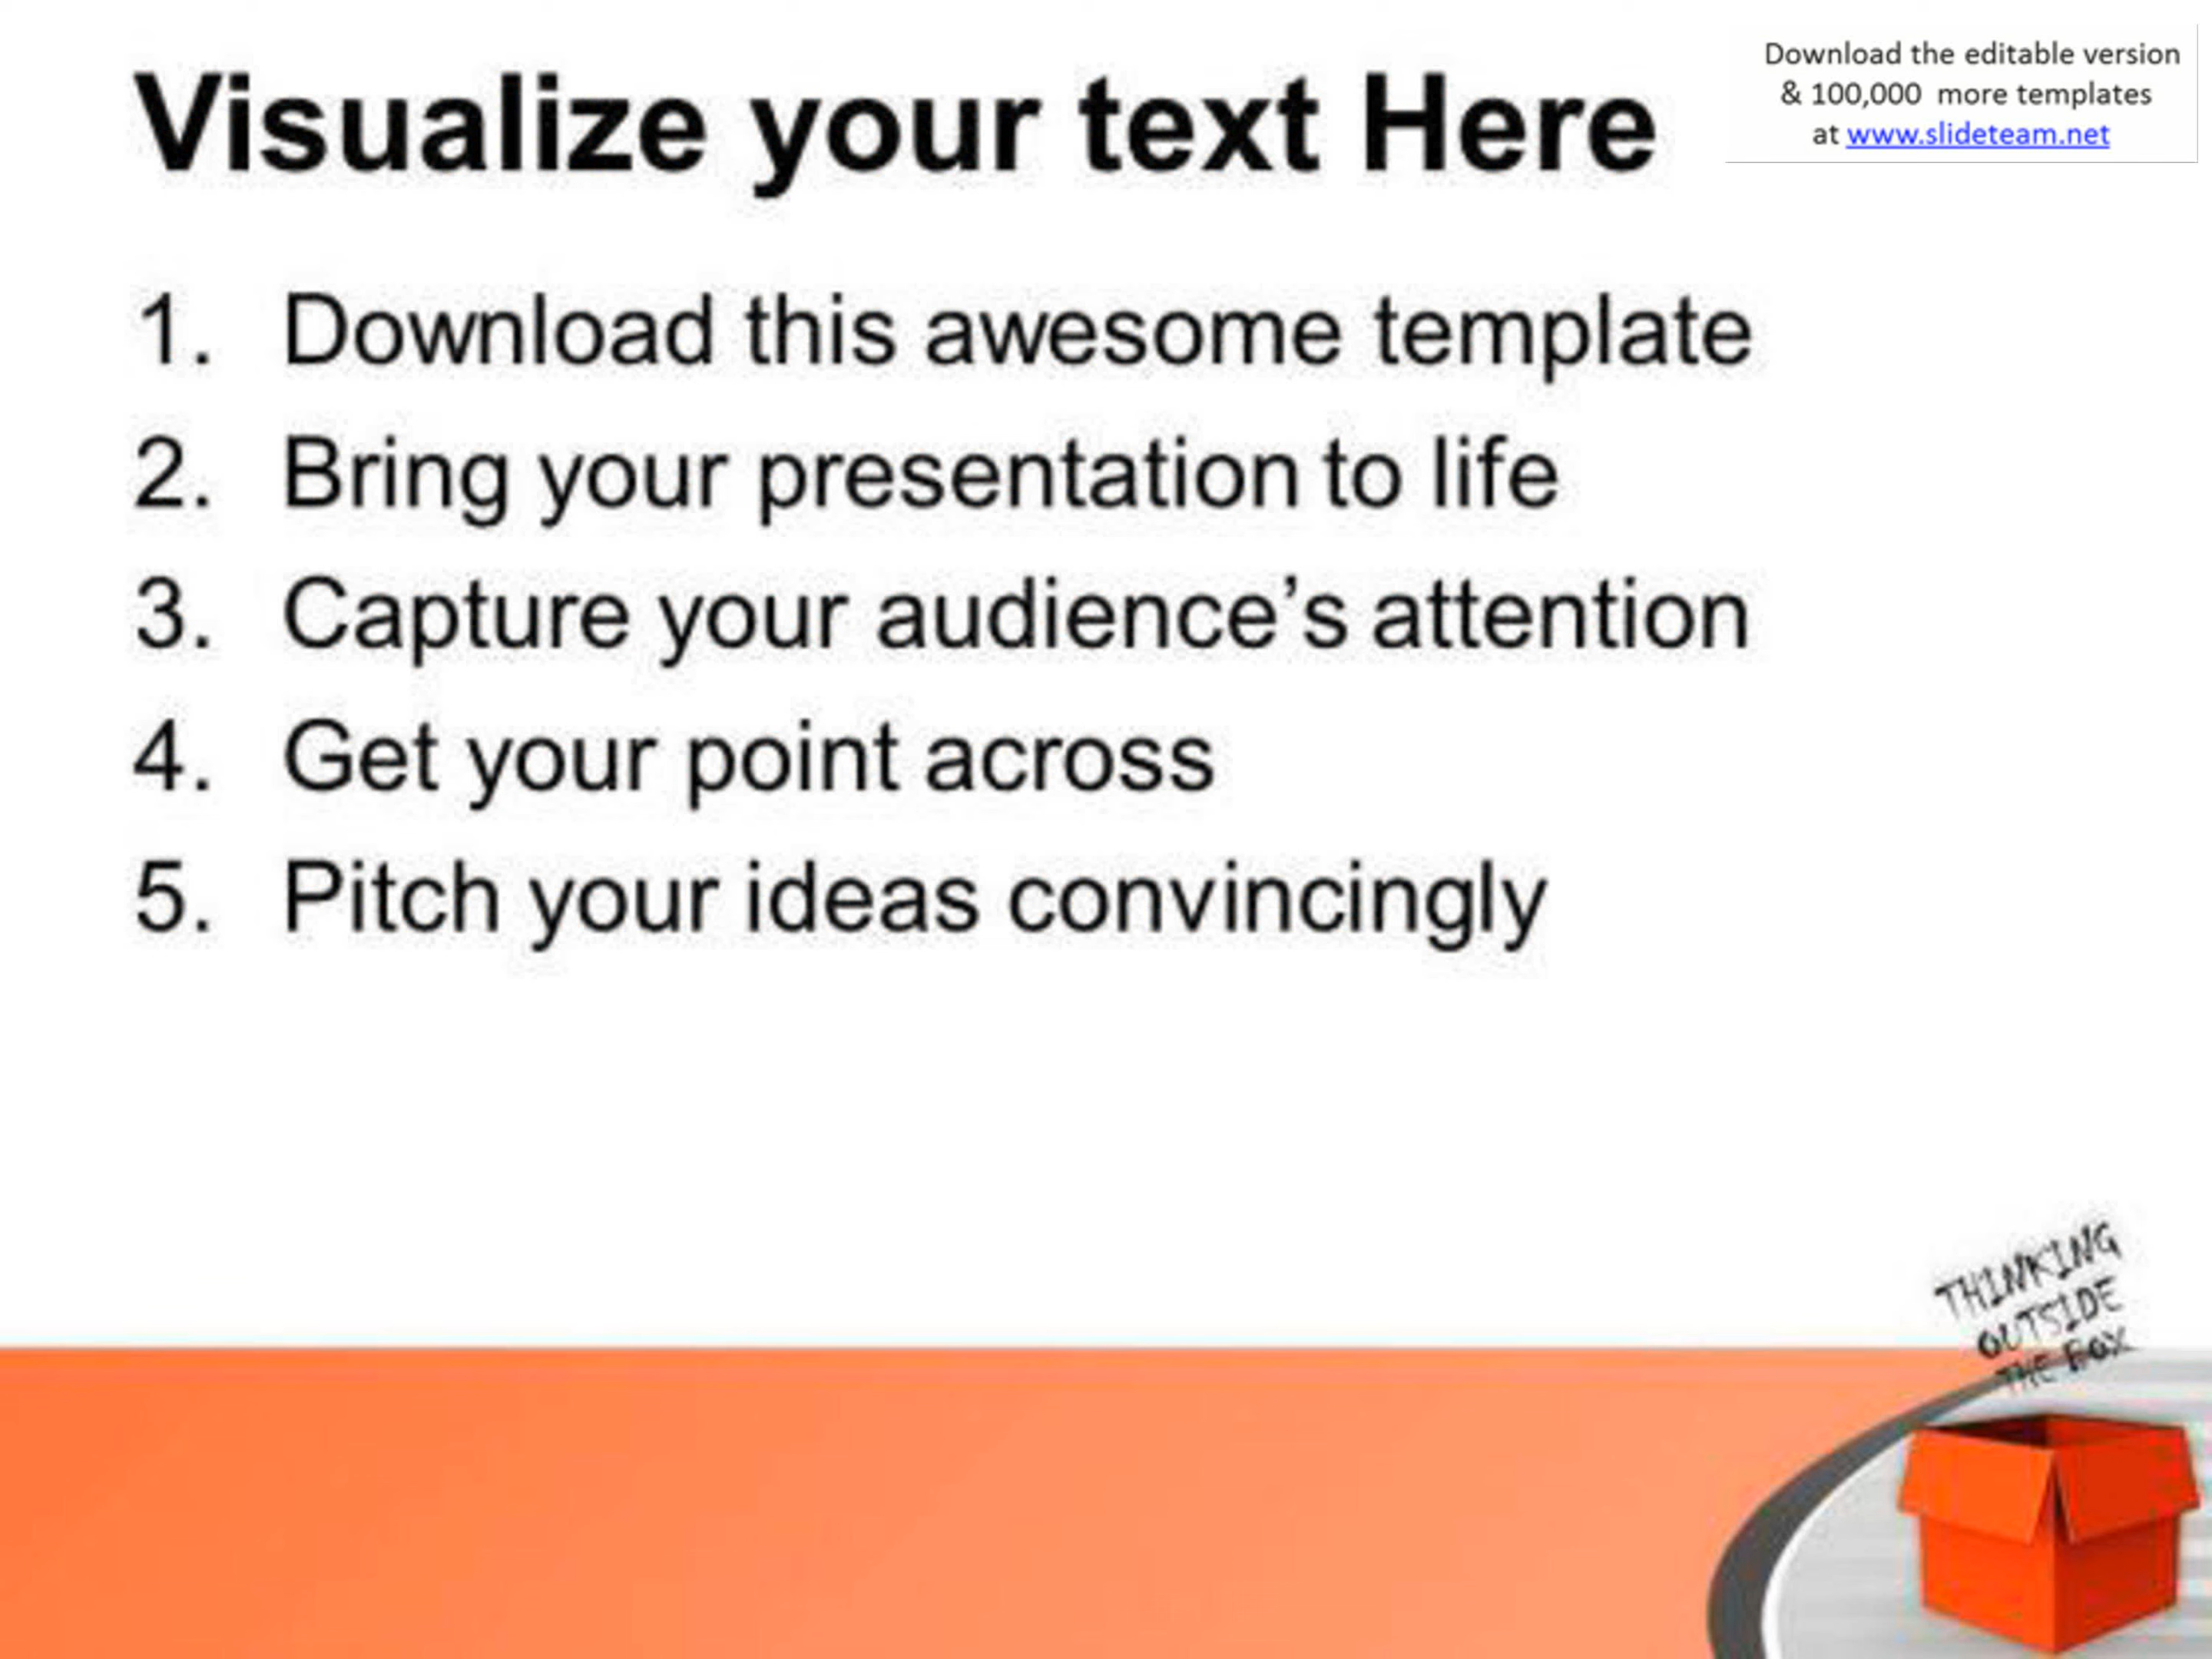 Visualize your text Here
Download the editable version
& 100,000 more templates
at www.slideteam.net
1. Download this awesome template
2. Bring your presentation to life
3. Capture your audience’s attention
4. Get your point across
5. Pitch your ideas convincingly
THINKING
OUTSIDE
THE BOX